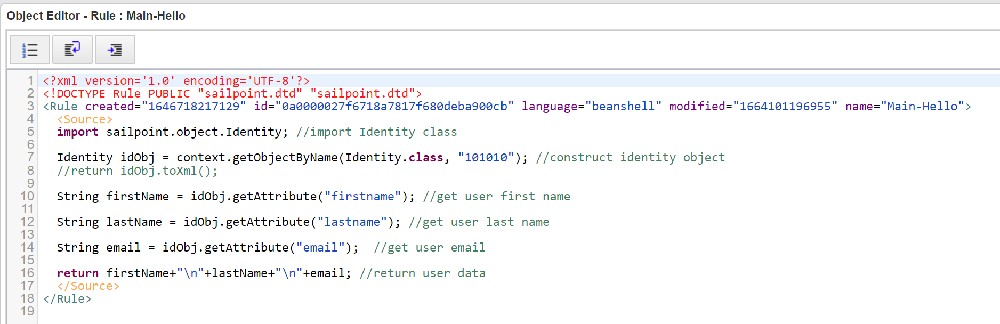 Object Editor - Rule : Main-Hello
1 <?xml version='1.0' encoding='UTF-8'?>
2 <!DOCTYPE Rule PUBLIC "sailpoint.dtd" "sailpoint.dtd">
3 <Rule created="1646718217129" id="0a0000027f6718a7817f680deba900cb" language="beanshell" modified="1664101196955" name="Main-Hello">
4   <Source>
5   import sailpoint.object.Identity; //import Identity class
6
7   Identity idObj = context.getObjectByName(Identity.class, "101010"); //construct identity object
8   //return idObj.toXml();
9
10   String firstName = idObj.getAttribute("firstname"); //get user first name
11
12   String lastName = idObj.getAttribute("lastname"); //get user last name
13
14   String email = idObj.getAttribute("email");  //get user email
15
16   return firstName+"\n"+lastName+"\n"+email; //return user data
17   </Source>
18 </Rule>
19